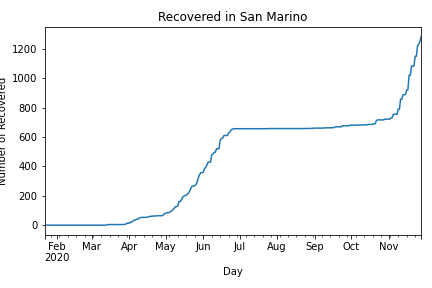 Recovered in San Marino
Number of Recovered
1200
1000
800
600
400
200
0
Feb Mar Apr May Jun Jul Aug Sep Oct Nov
2020
Day